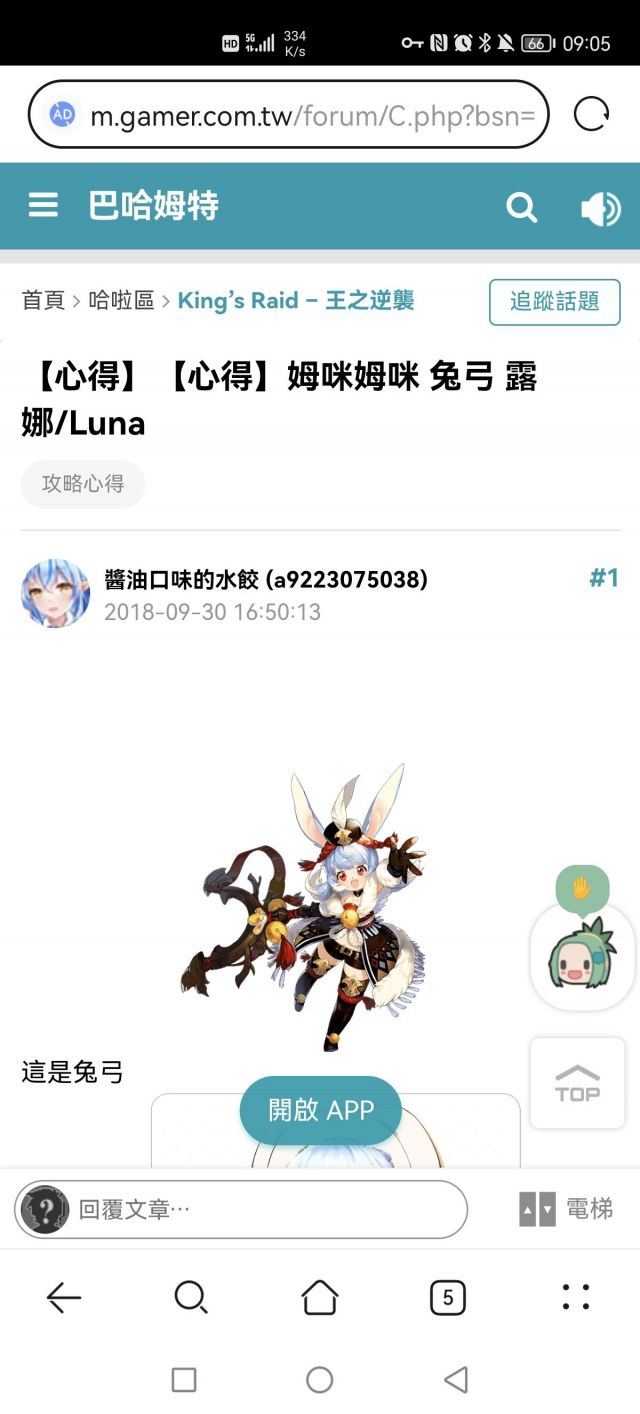 HD 5G 334 K/s 66 09:05
AD m.gamer.com.tw/forum/C.php?bsn=
巴哈姆特
首頁 > 哈啦區 > King's Raid - 王之逆襲 追蹤話題
【心得】【心得】姆咪姆咪 兔弓 露
娜/Luna
攻略心得
醬油口味的水餃 (a9223075038) #1
2018-09-30 16:50:13
這是兔弓
TOP
開啟 APP
? 回覆文章… 電梯
5